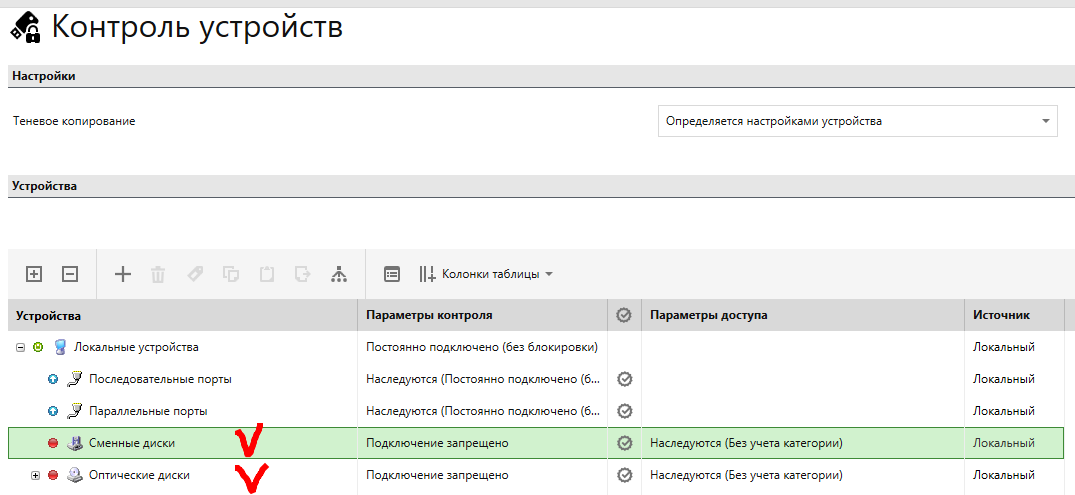 Контроль устройств
Настройки
Теневое копирование Определяется настройками устройства
Устройства
Колонки таблицы
Устройства Параметры контроля Параметры доступа Источник
Локальные устройства Постоянно подключено (без блокировки) Локальный
Последовательные порты Наследуются (Постоянно подключено (б... Локальный
Параллельные порты Наследуются (Постоянно подключено (б... Локальный
Сменные диски Подключение запрещено Наследуются (Без учета категории) Локальный
Оптические диски Подключение запрещено Наследуются (Без учета категории) Локальный